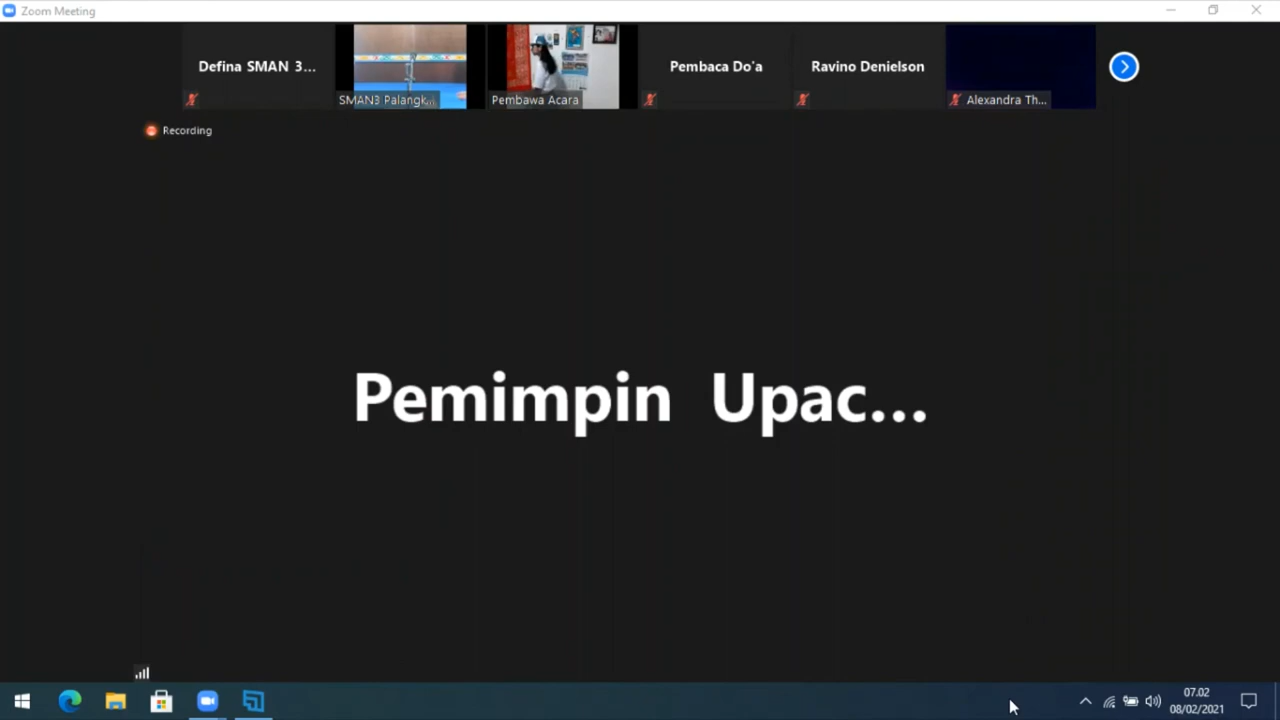 Zoom Meeting
Defina SMAN 3...
SMAN3 Palangk...
Pembawa Acara
Pembaca Do'a
Ravino Denielson
Alexandra Th...
Recording
Pemimpin Upac...
07.02
08/02/2021